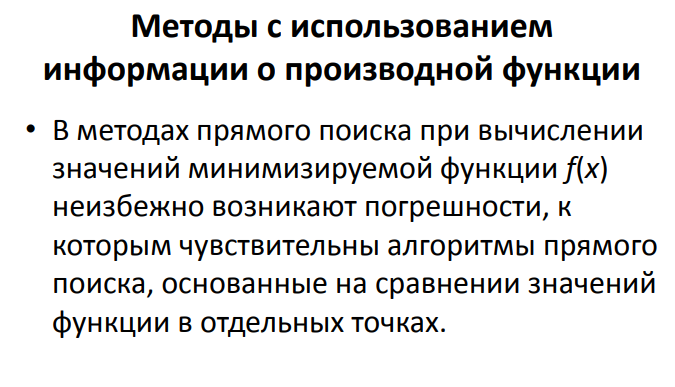 Методы с использованием
информации о производной функции
• В методах прямого поиска при вычислении
значений минимизируемой функции f(x)
неизбежно возникают погрешности, к
которым чувствительны алгоритмы прямого
поиска, основанные на сравнении значений
функции в отдельных точках.